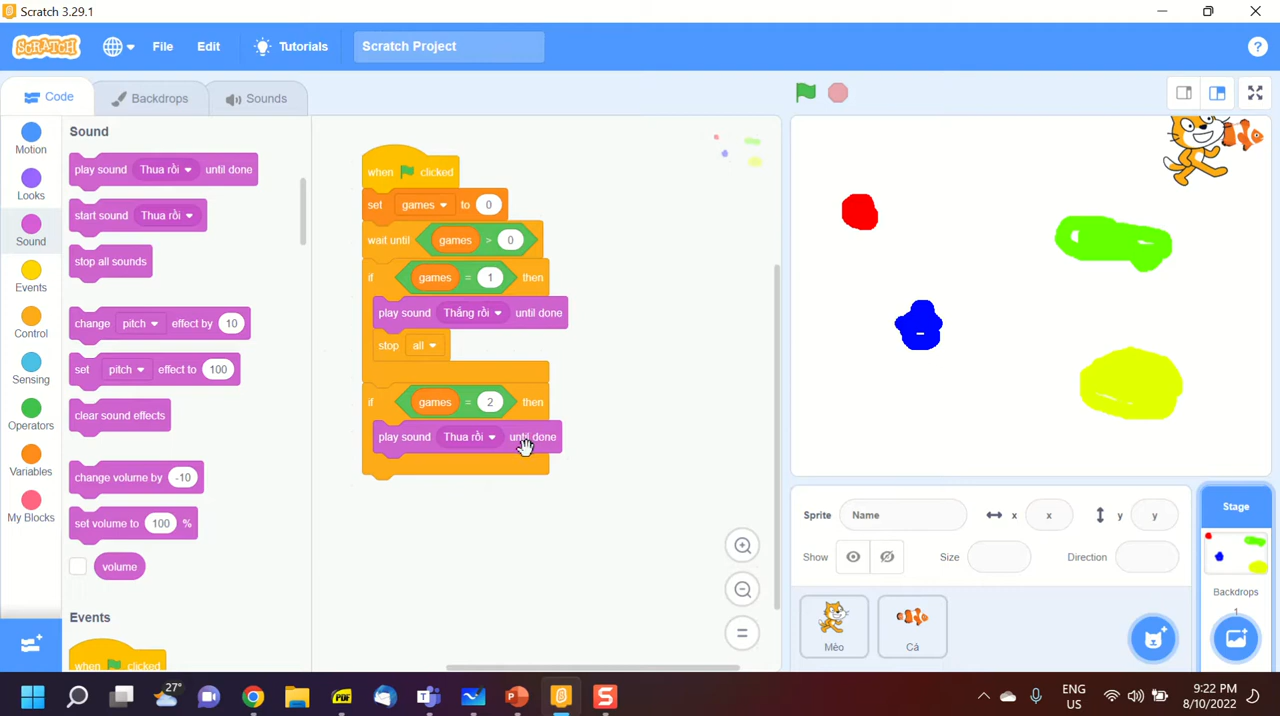 Scratch 3.29.1
SCRATCH File Edit Tutorials Scratch Project ?
Code Backdrops Sounds
Motion
Looks
Sound
Events
Control
Sensing
Operators
Variables
My Blocks
Sound
play sound Thua rồi until done
start sound Thua rồi
stop all sounds
change pitch effect by 10
set pitch effect to 100
clear sound effects
change volume by -10
set volume to 100 %
volume
Events
when clicked
when clicked
set games to 0
wait until games > 0
if games = 1 then
play sound Thắng rồi until done
stop all
if games = 2 then
play sound Thua rồi until done
Sprite Name x x y y
Show Size Direction
Mèo Cá
Stage
Backdrops
1
27°
PDF
S
ENG
US
9:22 PM
8/10/2022